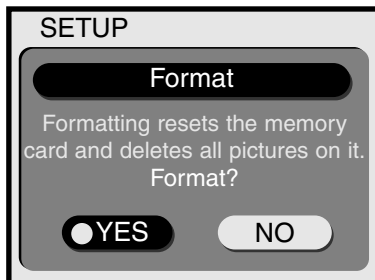 SETUP
Format
Formatting resets the memory
card and deletes all pictures on it.
Format?
YES NO